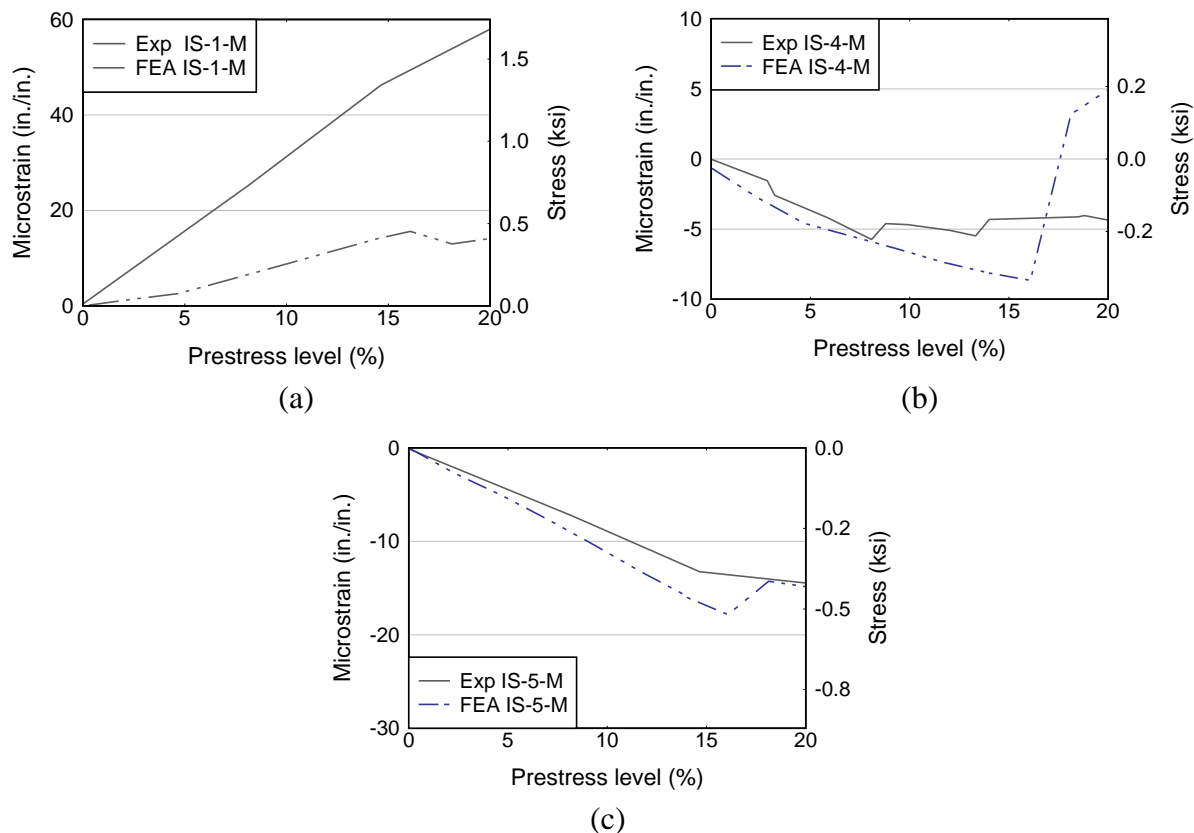 Exp IS-1-M
FEA IS-1-M
60
40
20
0
Microstrain (in./in.)
1.5
1.0
0.5
0.0
Stress (ksi)
0 5 10 15 20
Prestress level (%)
(a)
Exp IS-4-M
FEA IS-4-M
10
5
0
-5
-10
Microstrain (in./in.)
0.2
0.0
-0.2
Stress (ksi)
0 5 10 15 20
Prestress level (%)
(b)
0
-10
-20
-30
Microstrain (in./in.)
0.0
-0.2
-0.5
-0.8
Stress (ksi)
Exp IS-5-M
FEA IS-5-M
0 5 10 15 20
Prestress level (%)
(c)